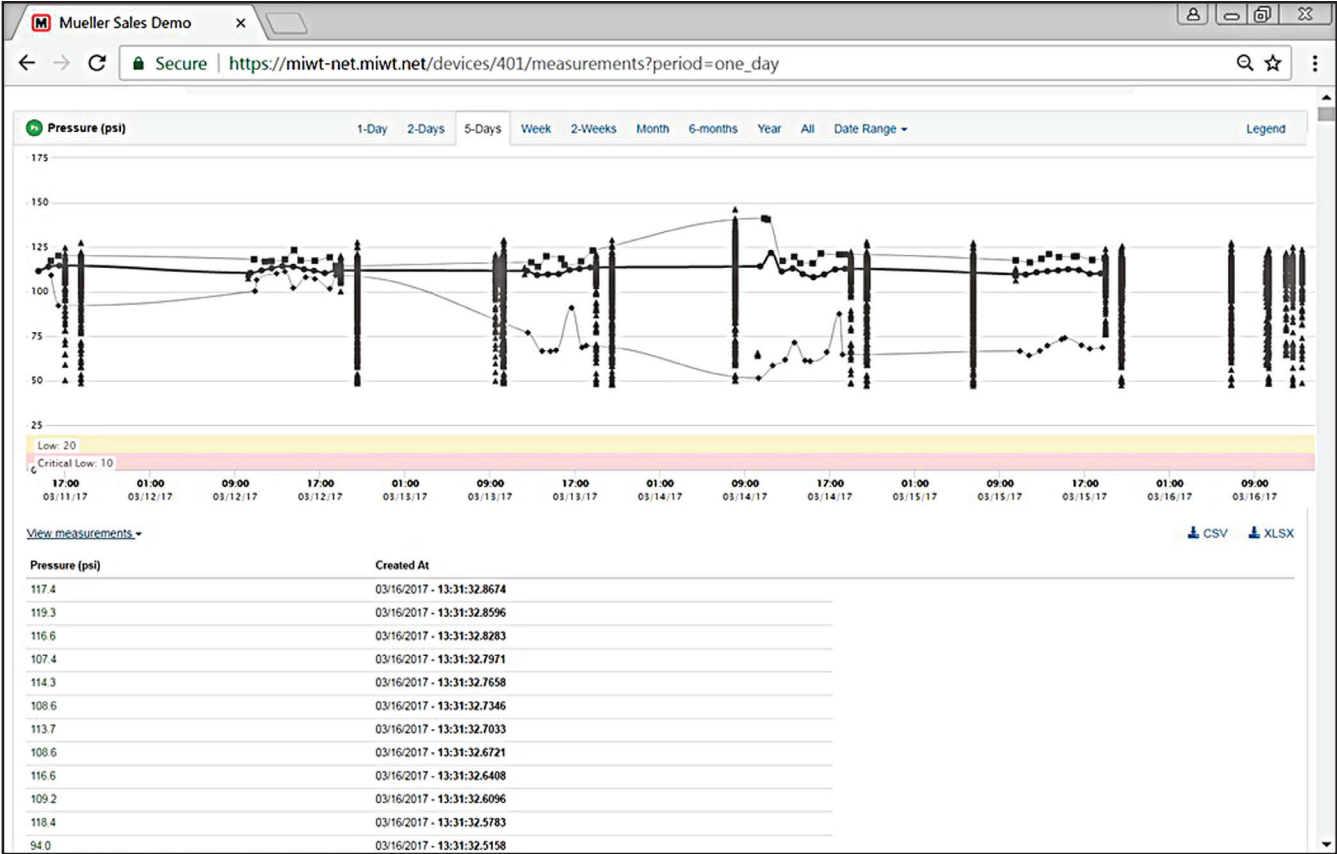 Mueller Sales Demo ×
Secure | https://miwt-net.miwt.net/devices/401/measurements?period=one_day
Ps Pressure (psi) 1-Day 2-Days 5-Days Week 2-Weeks Month 6-months Year All Date Range Legend
175
150
125
100
75
50
25
Low: 20
Critical Low: 10
0
17:00 01:00 09:00 17:00 01:00 09:00 17:00 01:00 09:00 17:00 01:00 09:00 17:00 01:00 09:00
03/11/17 03/12/17 03/12/17 03/12/17 03/13/17 03/13/17 03/13/17 03/14/17 03/14/17 03/14/17 03/15/17 03/15/17 03/15/17 03/16/17 03/16/17
View measurements CSV XLSX
Pressure (psi) Created At
117.4 03/16/2017 - 13:31:32.8674
119.3 03/16/2017 - 13:31:32.8596
116.6 03/16/2017 - 13:31:32.8283
107.4 03/16/2017 - 13:31:32.7971
114.3 03/16/2017 - 13:31:32.7658
108.6 03/16/2017 - 13:31:32.7346
113.7 03/16/2017 - 13:31:32.7033
108.6 03/16/2017 - 13:31:32.6721
116.6 03/16/2017 - 13:31:32.6408
109.2 03/16/2017 - 13:31:32.6096
118.4 03/16/2017 - 13:31:32.5783
94.0 03/16/2017 - 13:31:32.5158